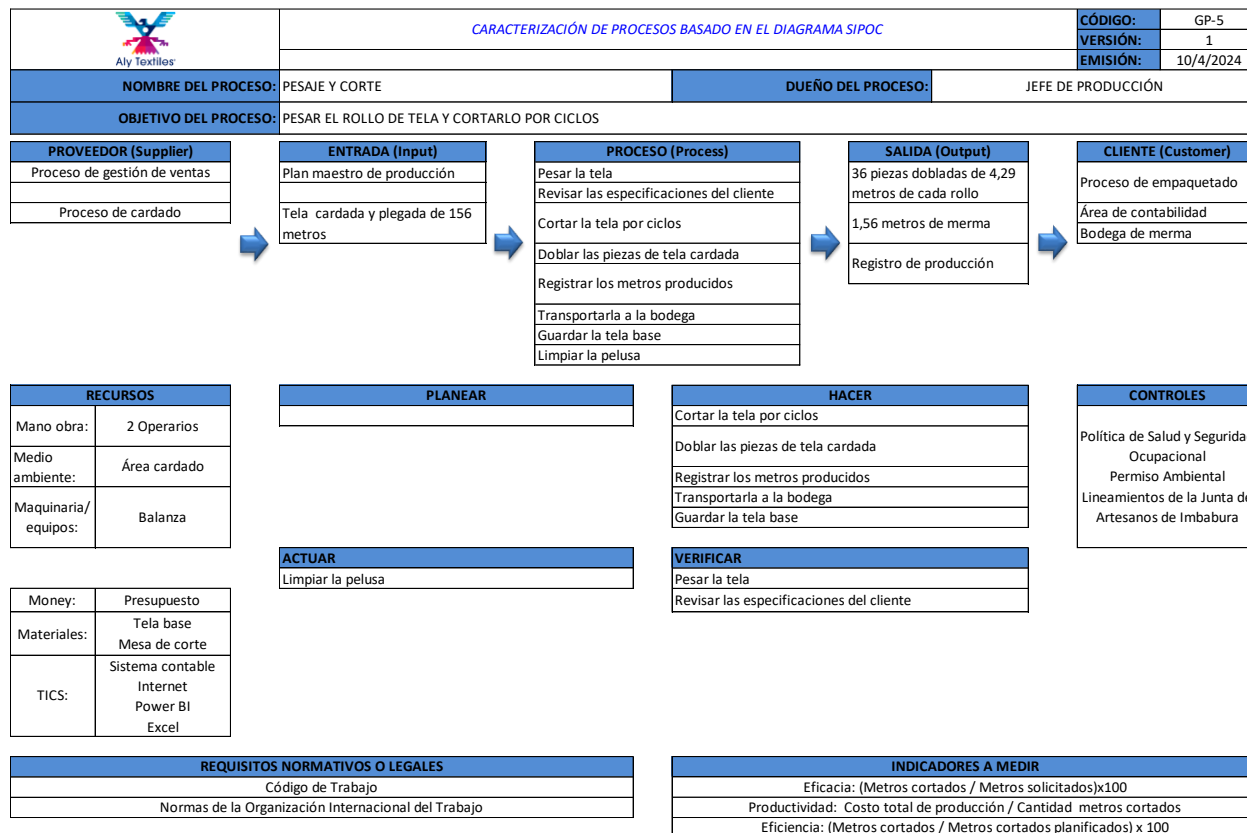 Aly Textiles
CARACTERIZACIÓN DE PROCESOS BASADO EN EL DIAGRAMA SIPOC
CÓDIGO: GP-5
VERSIÓN: 1
EMISIÓN: 10/4/2024
NOMBRE DEL PROCESO: PESAJE Y CORTE
DUEÑO DEL PROCESO: JEFE DE PRODUCCIÓN
OBJETIVO DEL PROCESO: PESAR EL ROLLO DE TELA Y CORTARLO POR CICLOS
PROVEEDOR (Supplier)
Proceso de gestión de ventas
Proceso de cardado
ENTRADA (Input)
Plan maestro de producción
Tela cardada y plegada de 156
metros
PROCESO (Process)
Pesar la tela
Revisar las especificaciones del cliente
Cortar la tela por ciclos
Doblar las piezas de tela cardada
Registrar los metros producidos
Transportarla a la bodega
Guardar la tela base
Limpiar la pelusa
SALIDA (Output)
36 piezas dobladas de 4,29
metros de cada rollo
1,56 metros de merma
Registro de producción
CLIENTE (Customer)
Proceso de empaquetado
Área de contabilidad
Bodega de merma
RECURSOS
Mano obra: 2 Operarios
Medio
ambiente:
Área cardado
Maquinaria/
equipos:
Balanza
PLANEAR
HACER
Cortar la tela por ciclos
Doblar las piezas de tela cardada
Registrar los metros producidos
Transportarla a la bodega
Guardar la tela base
CONTROLES
Política de Salud y Seguridad
Ocupacional
Permiso Ambiental
Lineamientos de la Junta de
Artesanos de Imbabura
ACTUAR
Limpiar la pelusa
VERIFICAR
Pesar la tela
Revisar las especificaciones del cliente
Money: Presupuesto
Materiales:
Tela base
Mesa de corte
TICS:
Sistema contable
Internet
Power BI
Excel
REQUISITOS NORMATIVOS O LEGALES
Código de Trabajo
Normas de la Organización Internacional del Trabajo
INDICADORES A MEDIR
Eficacia: (Metros cortados / Metros solicitados)x100
Productividad: Costo total de producción / Cantidad metros cortados
Eficiencia: (Metros cortados / Metros cortados planificados) x 100